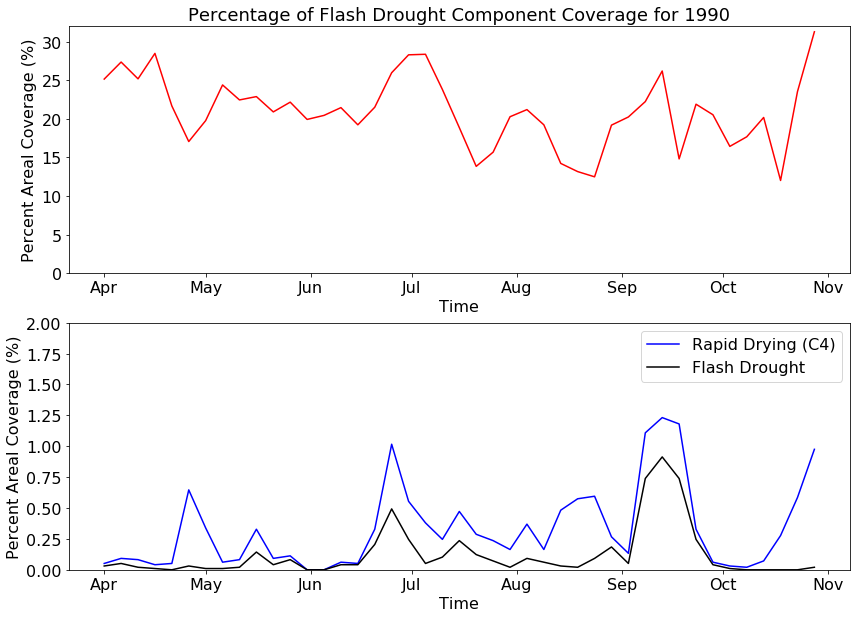 Percentage of Flash Drought Component Coverage for 1990
Percent Areal Coverage (%)
30
25
20
15
10
5
0
Apr May Jun Jul Aug Sep Oct Nov
Time
Percent Areal Coverage (%)
2.00
1.75
1.50
1.25
1.00
0.75
0.50
0.25
0.00
Rapid Drying (C4)
Flash Drought
Apr May Jun Jul Aug Sep Oct Nov
Time